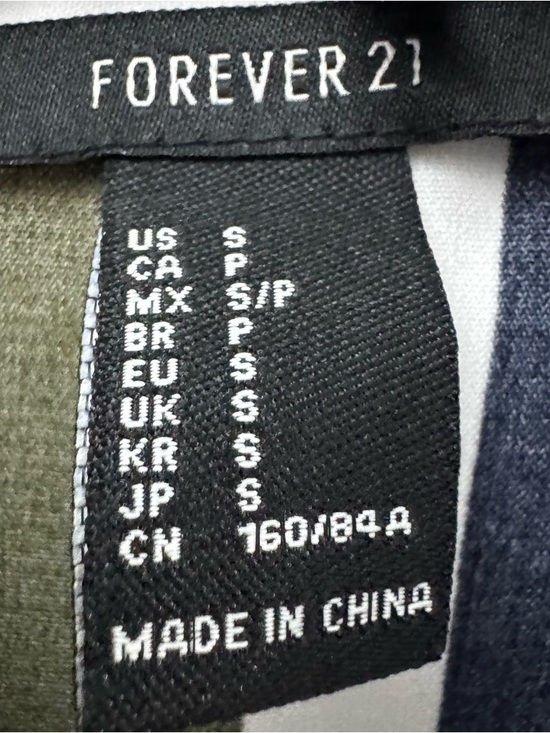 FOREVER 21
US S
CA P
MX S/P
BR P
EU S
UK S
KR S
JP S
CN 160/84A
MADE IN CHINA